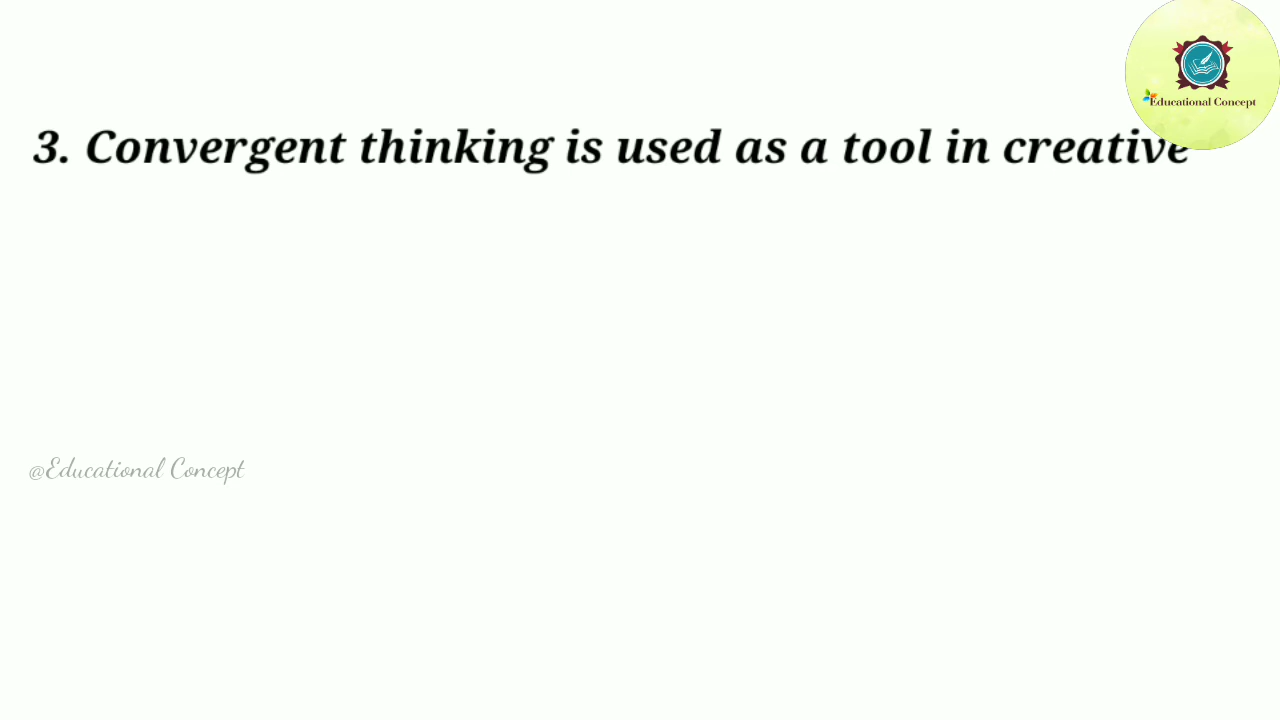 Educational Concept
3. Convergent thinking is used as a tool in creative
@Educational Concept